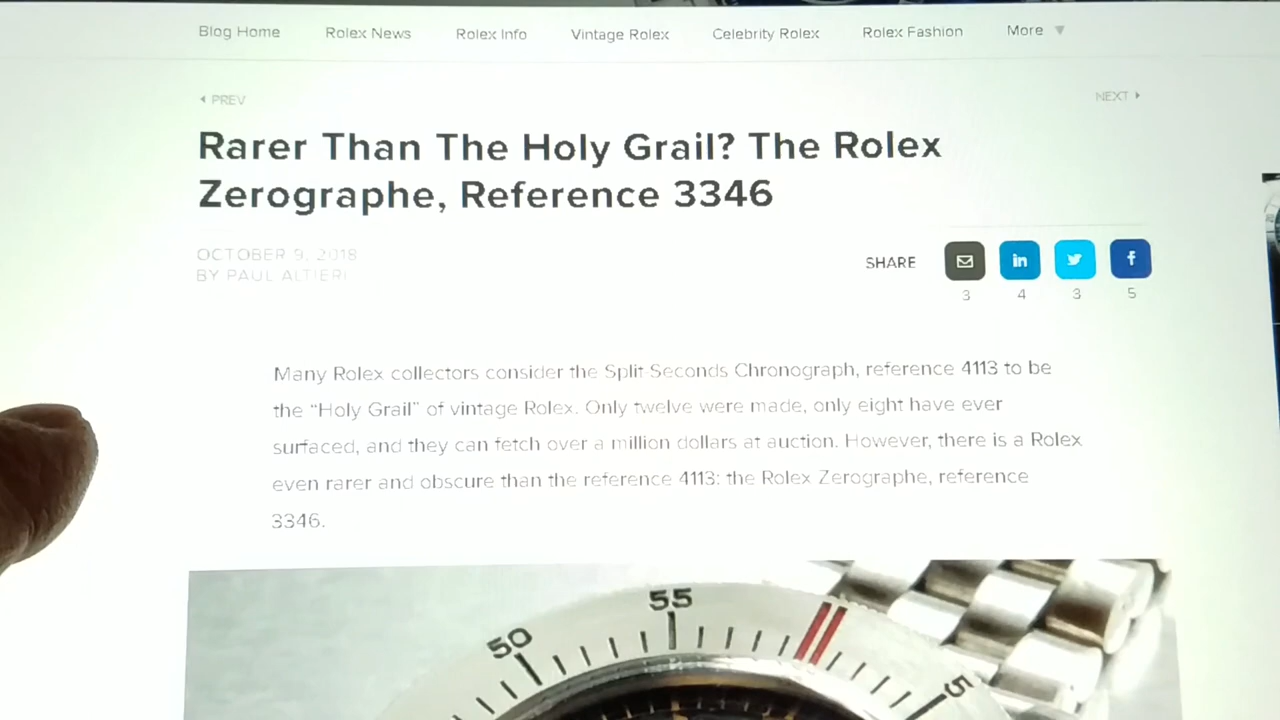 Blog Home Rolex News Rolex Info Vintage Rolex Celebrity Rolex Rolex Fashion More
PREV NEXT
Rarer Than The Holy Grail? The Rolex
Zerographe, Reference 3346
OCTOBER 9, 2018
BY PAUL ALTIERI
SHARE
3 4 3 5
Many Rolex collectors consider the Split-Seconds Chronograph, reference 4113 to be
the “Holy Grail” of vintage Rolex. Only twelve were made, only eight have ever
surfaced, and they can fetch over a million dollars at auction. However, there is a Rolex
even rarer and obscure than the reference 4113: the Rolex Zerographe, reference
3346.
50 55 5